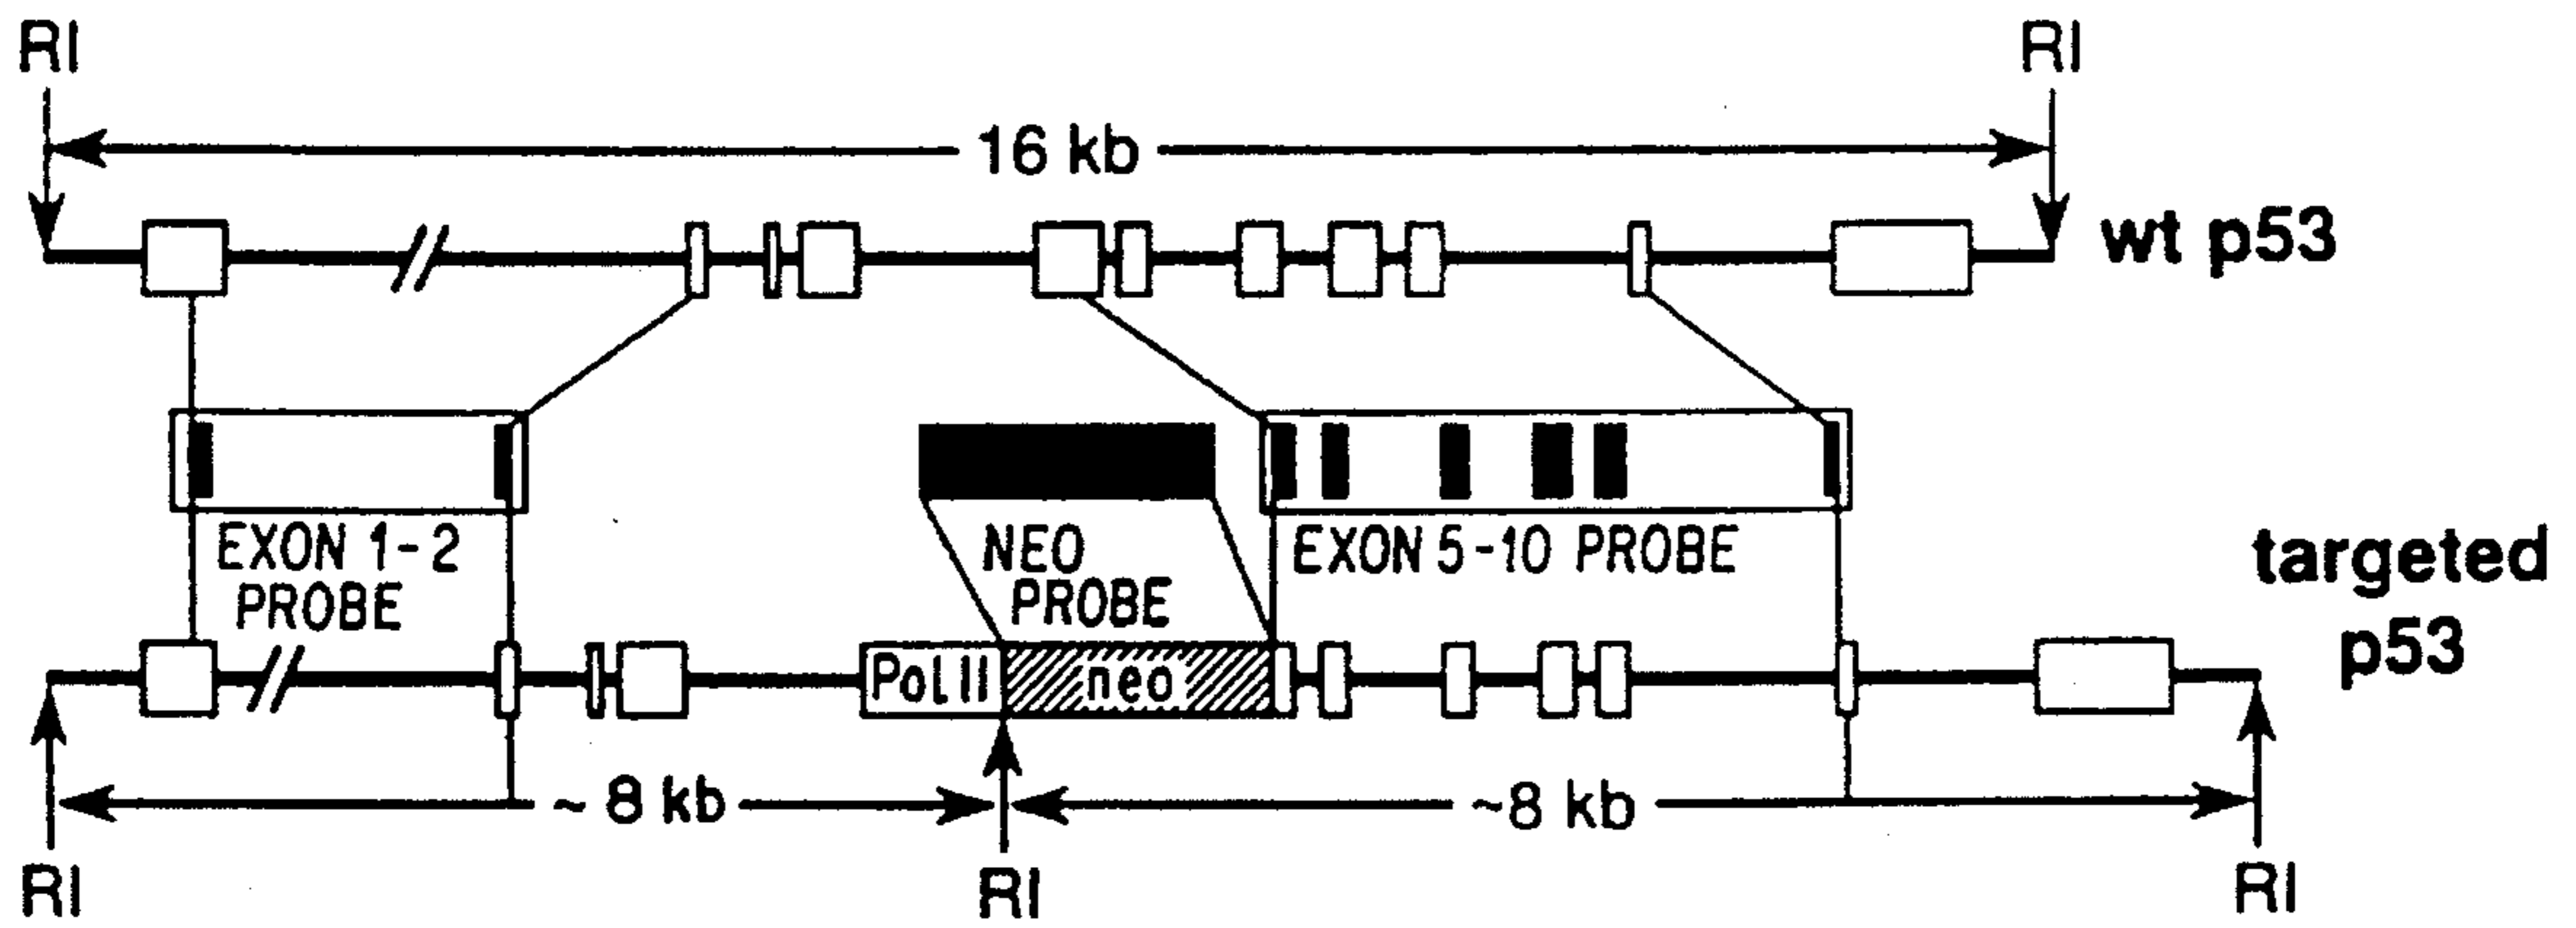 RI
RI
16 kb
wt p53
EXON 1-2
PROBE
NEO
PROBE
EXON 5-10 PROBE
targeted
p53
Pol II
neo
~ 8 kb
~8 kb
RI
RI
RI